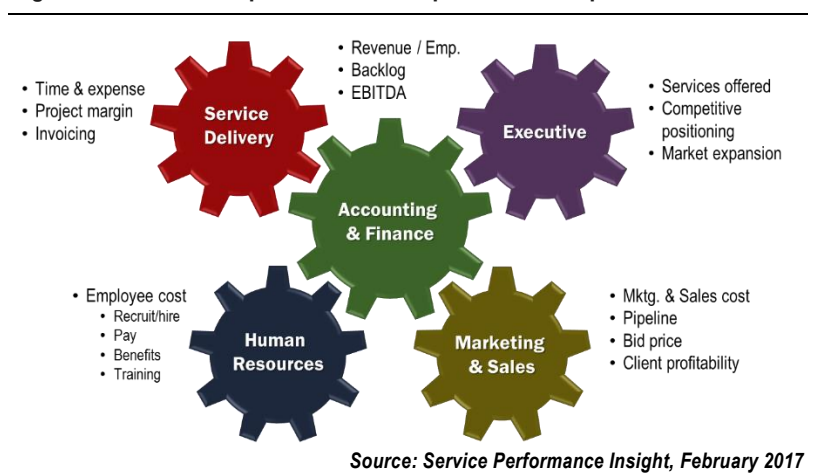 • Revenue / Emp.
• Backlog
• EBITDA
• Time & expense
• Project margin
• Invoicing
Service
Delivery
Executive
• Services offered
• Competitive
positioning
• Market expansion
Accounting
& Finance
• Employee cost
• Recruit/hire
• Pay
• Benefits
• Training
Human
Resources
Marketing
& Sales
• Mktg. & Sales cost
• Pipeline
• Bid price
• Client profitability
Source: Service Performance Insight, February 2017